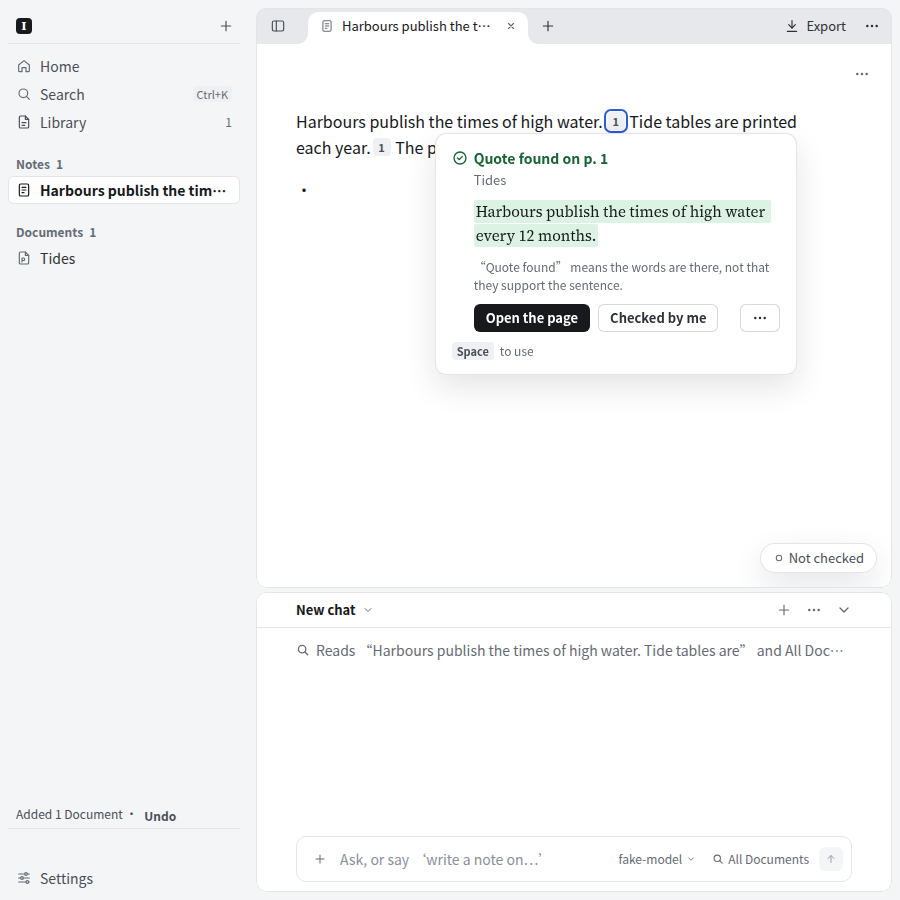 I
Home
Search Ctrl+K
Library 1
Notes 1
Harbours publish the tim···
Documents 1
Tides
Added 1 Document · Undo
Settings
Harbours publish the t···
Export
Harbours publish the times of high water. 1 Tide tables are printed
each year. 1 The p
•
Quote found on p. 1
Tides
Harbours publish the times of high water
every 12 months.
“Quote found” means the words are there, not that
they support the sentence.
Open the page
Checked by me
Space to use
Not checked
New chat
Reads “Harbours publish the times of high water. Tide tables are” and All Doc···
Ask, or say ‘write a note on…’
fake-model
All Documents